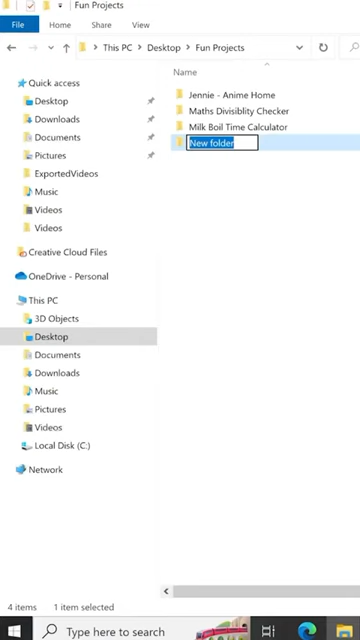 Fun Projects
File Home Share View
This PC Desktop Fun Projects
Name
Quick access
Desktop
Downloads
Documents
Pictures
ExportedVideos
Music
Videos
Videos
Creative Cloud Files
OneDrive - Personal
This PC
3D Objects
Desktop
Documents
Downloads
Music
Pictures
Videos
Local Disk (C:)
Network
Jennie - Anime Home
Maths Divisiblity Checker
Milk Boil Time Calculator
New folder
4 items 1 item selected
Type here to search